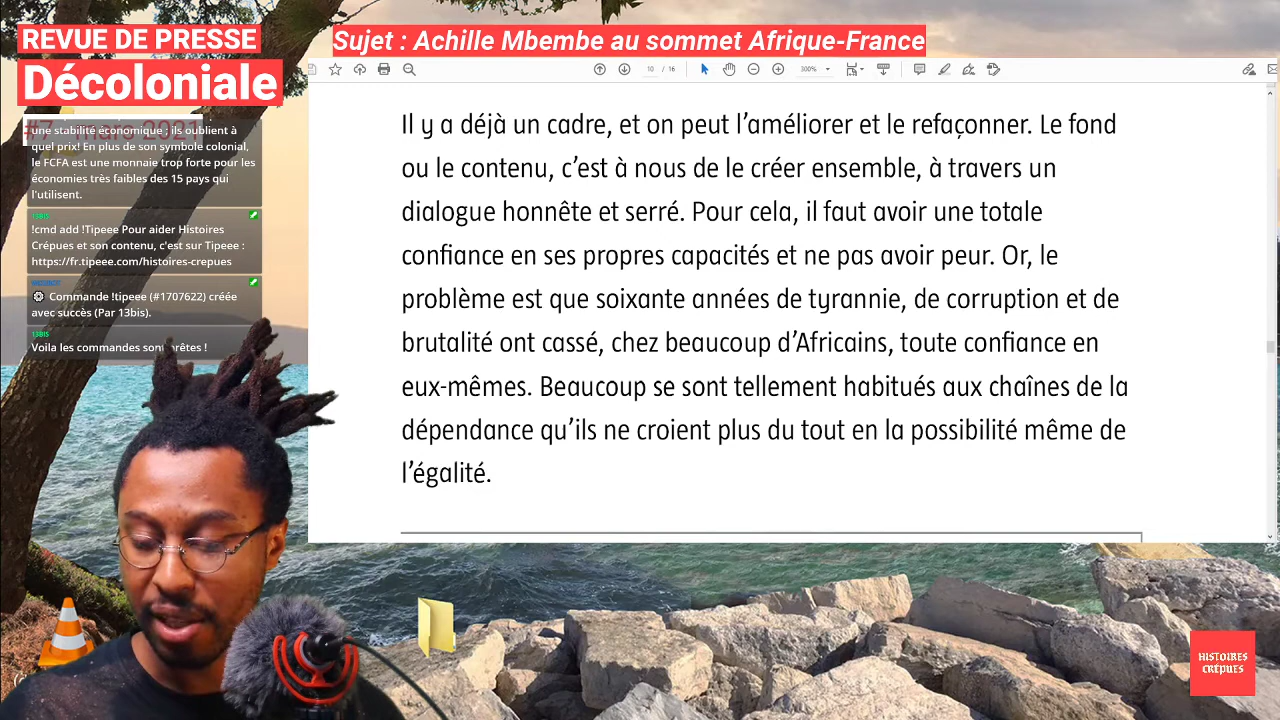 REVUE DE PRESSE
Décoloniale
Sujet : Achille Mbembe au sommet Afrique-France
10 / 16
300%
une stabilité économique ; ils oublient à
quel prix! En plus de son symbole colonial,
le FCFA est une monnaie trop forte pour les
économies très faibles des 15 pays qui
l'utilisent.
13BIS
!cmd add !Tipeee Pour aider Histoires
Crépues et son contenu, c'est sur Tipeee :
https://fr.tipeee.com/histoires-crepues
Commande !tipeee (#1707622) créée
avec succès (Par 13bis).
13BIS
Voila les commandes sont prêtes !
Il y a déjà un cadre, et on peut l’améliorer et le refaçonner. Le fond
ou le contenu, c’est à nous de le créer ensemble, à travers un
dialogue honnête et serré. Pour cela, il faut avoir une totale
confiance en ses propres capacités et ne pas avoir peur. Or, le
problème est que soixante années de tyrannie, de corruption et de
brutalité ont cassé, chez beaucoup d’Africains, toute confiance en
eux-mêmes. Beaucoup se sont tellement habitués aux chaînes de la
dépendance qu’ils ne croient plus du tout en la possibilité même de
l’égalité.
HISTOIRES
CRÉPUES